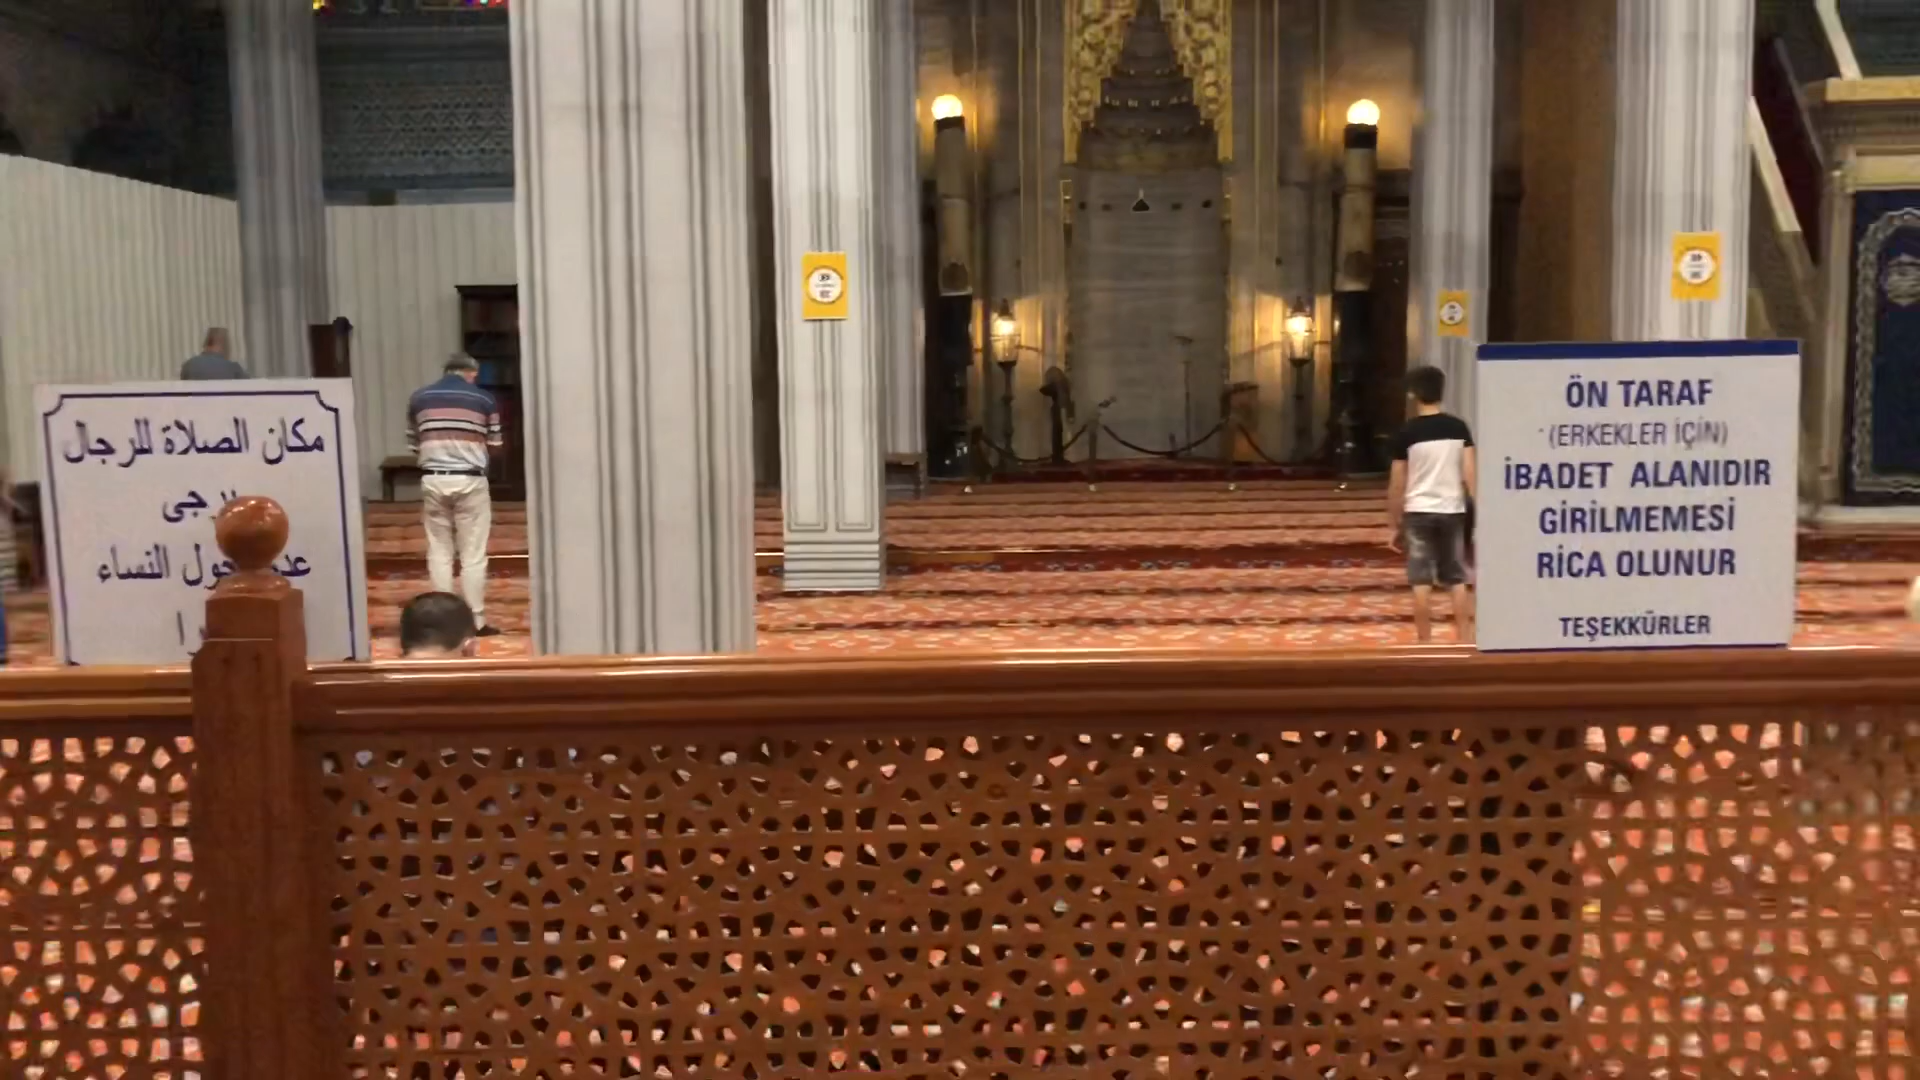 مكان الصلاة للرجال
النساء
ÖN TARAF
(ERKEKLER İÇİN)
İBADET ALANIDIR
GİRİLMEMESİ
RİCA OLUNUR
TEŞEKKÜRLER